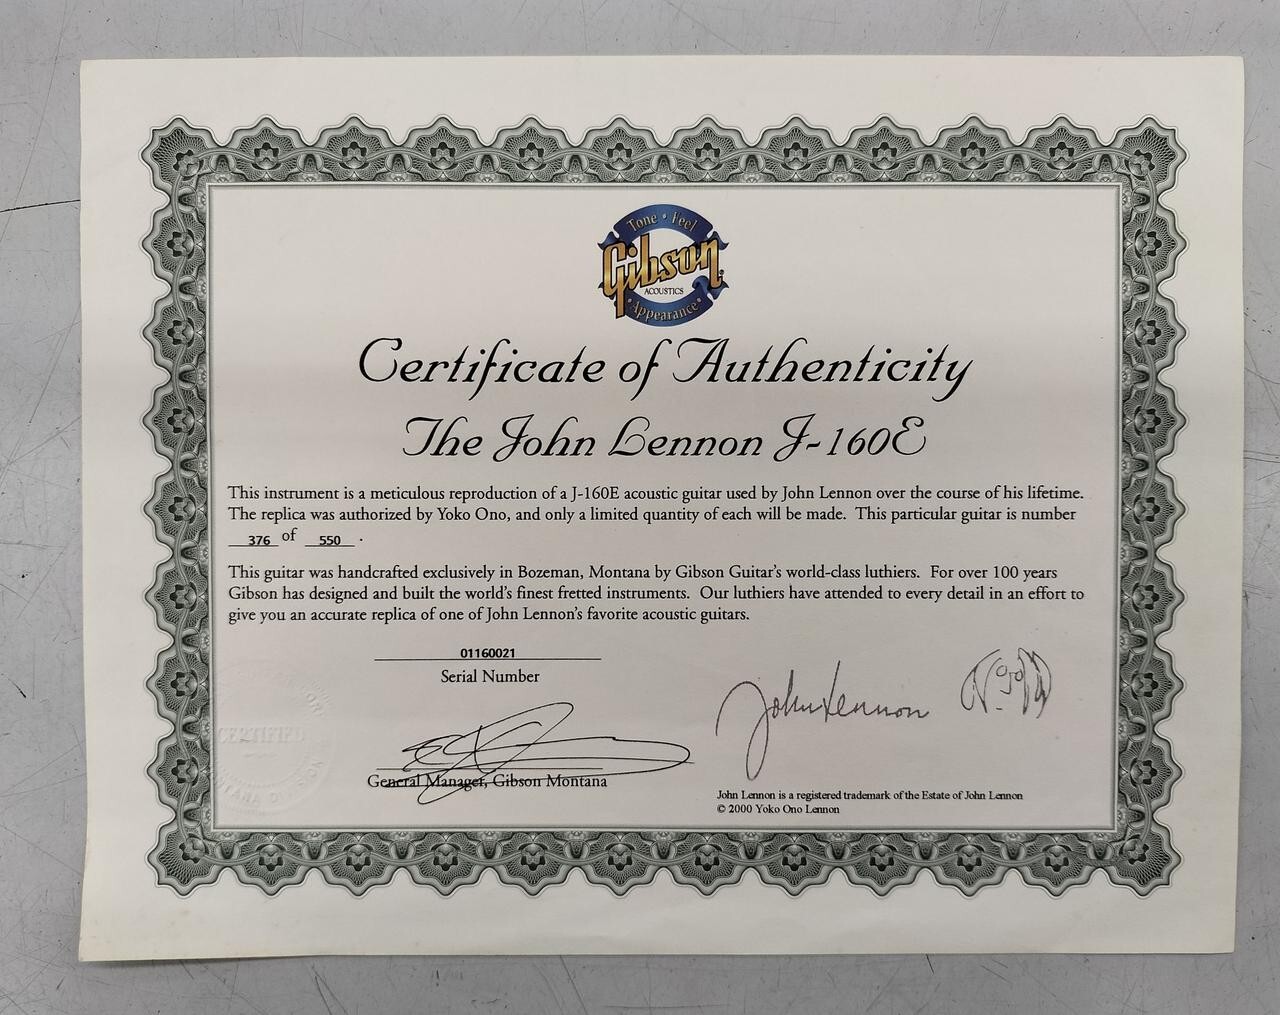 Tone • Feel
Gibson
ACOUSTICS
Appearance
Certificate of Authenticity
The John Lennon J-160E
This instrument is a meticulous reproduction of a J-160E acoustic guitar used by John Lennon over the course of his lifetime.
The replica was authorized by Yoko Ono, and only a limited quantity of each will be made. This particular guitar is number
376 of 550 .
This guitar was handcrafted exclusively in Bozeman, Montana by Gibson Guitar's world-class luthiers. For over 100 years
Gibson has designed and built the world's finest fretted instruments. Our luthiers have attended to every detail in an effort to
give you an accurate replica of one of John Lennon's favorite acoustic guitars.
01160021
Serial Number
John Lennon
CERTIFIED
General Manager, Gibson Montana
John Lennon is a registered trademark of the Estate of John Lennon
© 2000 Yoko Ono Lennon